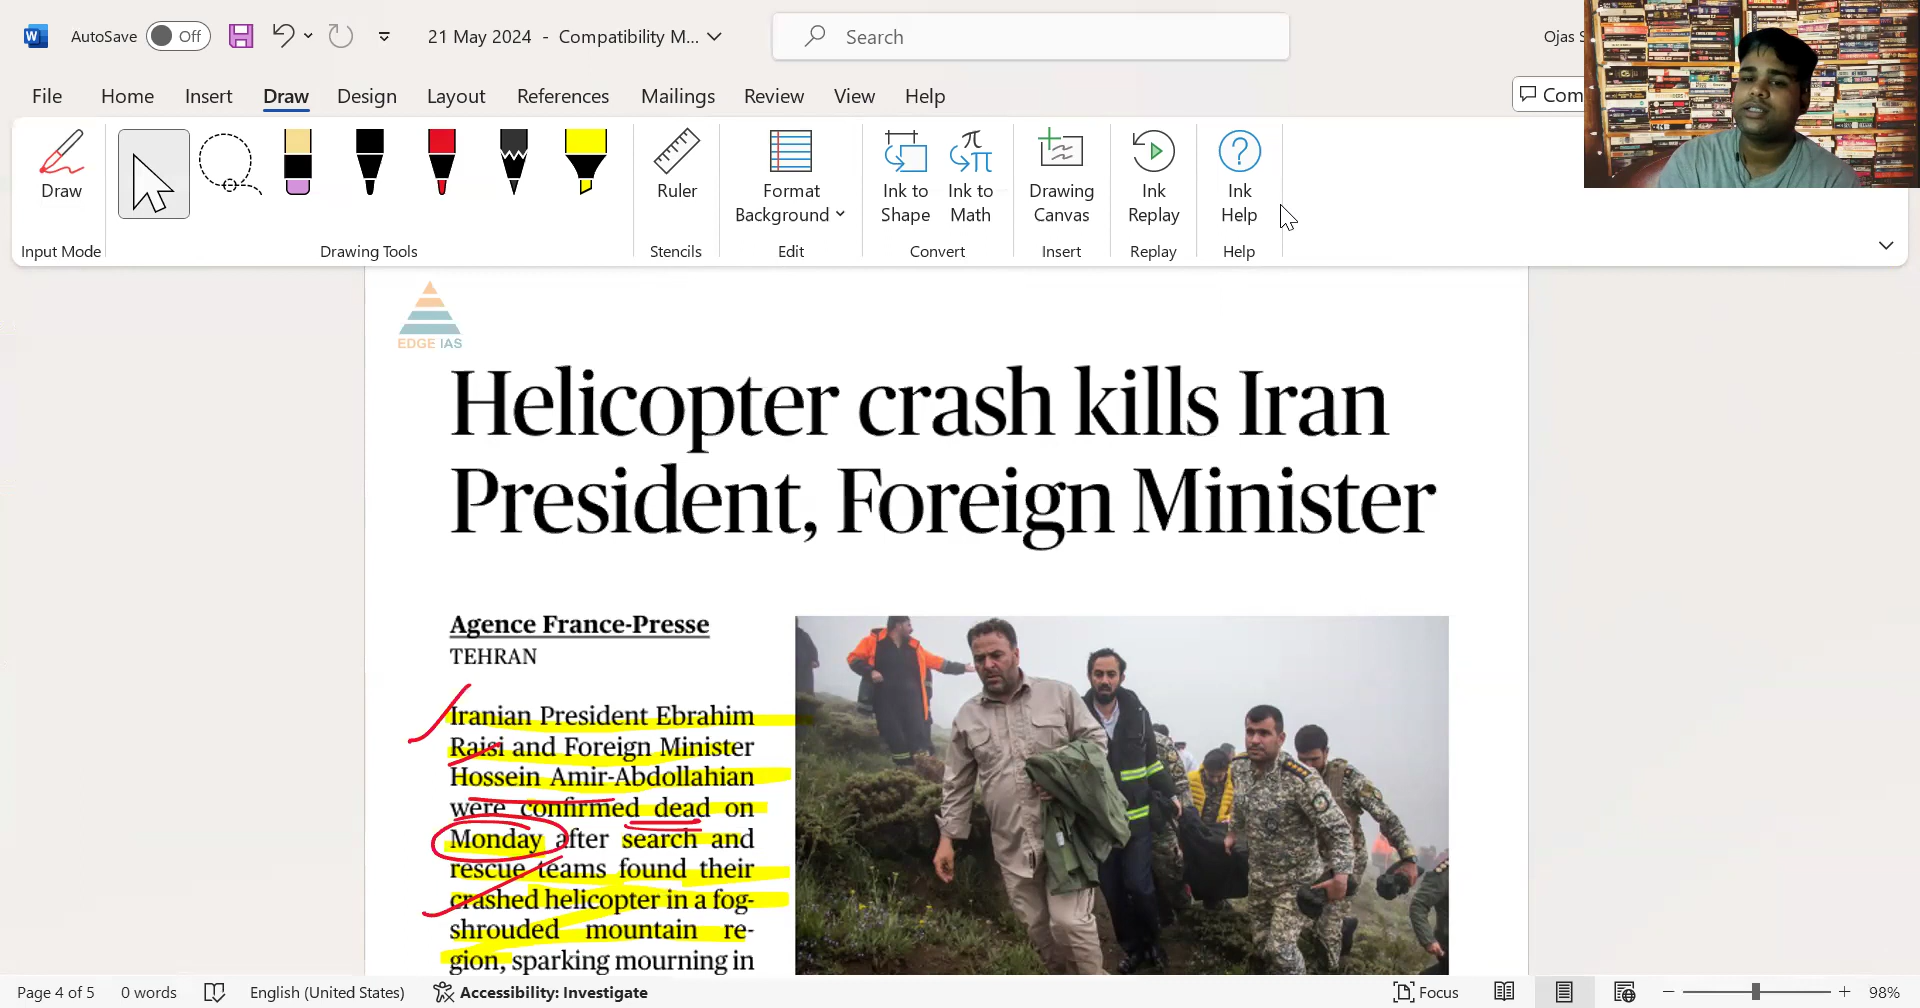 AutoSave Off 21 May 2024 - Compatibility M... Search Ojas S
File Home Insert Draw Design Layout References Mailings Review View Help Com
Draw Ruler Format Background Ink to Shape Ink to Math Drawing Canvas Ink Replay Ink Help
Input Mode Drawing Tools Stencils Edit Convert Insert Replay Help
EDGE IAS
Helicopter crash kills Iran
President, Foreign Minister
Agence France-Presse
TEHRAN
Iranian President Ebrahim
Raisi and Foreign Minister
Hossein Amir-Abdollahian
were confirmed dead on
Monday after search and
rescue teams found their
crashed helicopter in a fog-
shrouded mountain re-
gion, sparking mourning in
Page 4 of 5 0 words English (United States) Accessibility: Investigate Focus 98%